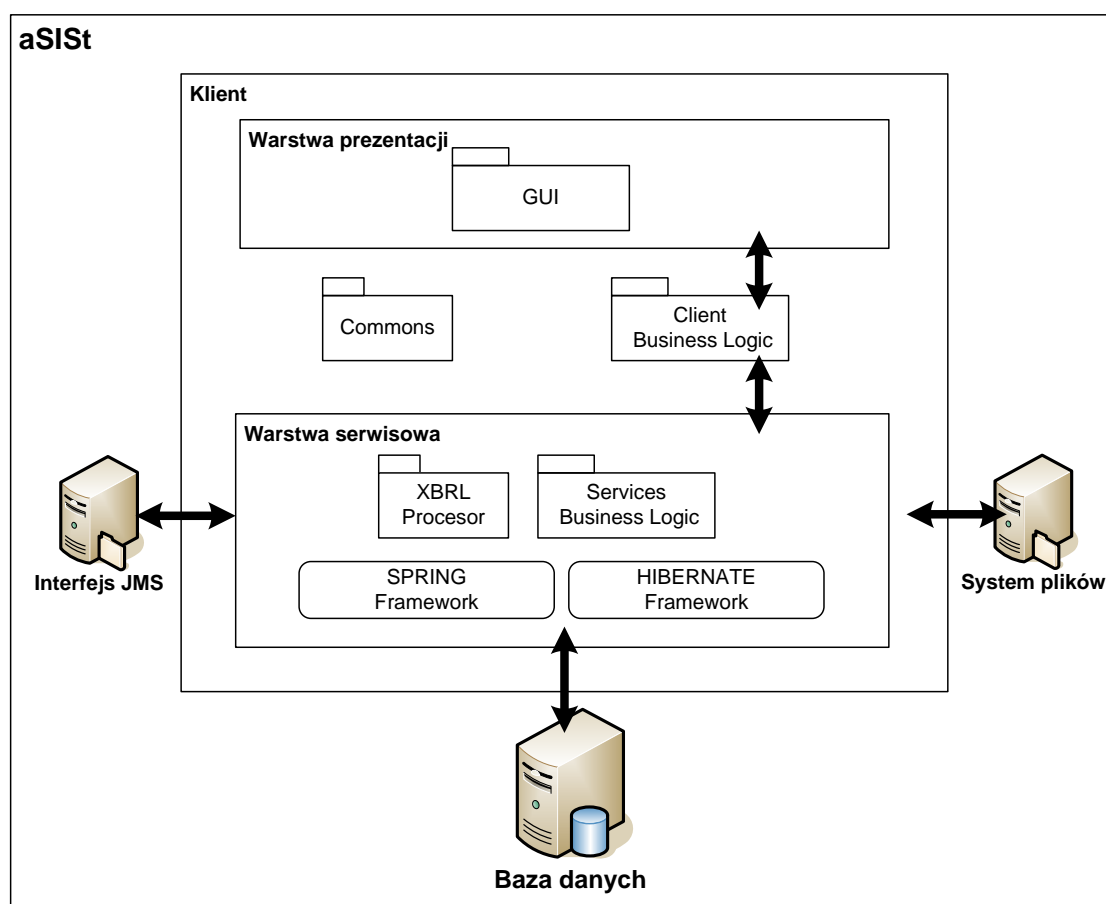 aSISt
Klient
Warstwa prezentacji
GUI
Commons
Client
Business Logic
Warstwa serwisowa
XBRL
Procesor
Services
Business Logic
SPRING
Framework
HIBERNATE
Framework
Interfejs JMS
System plików
Baza danych